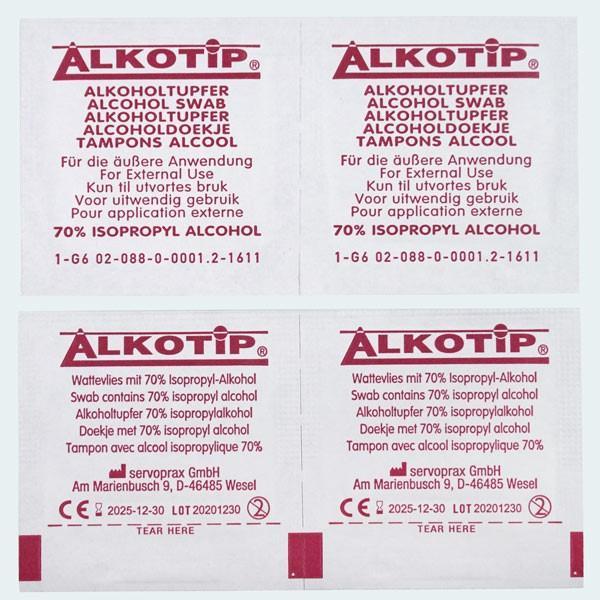 ALKOTIP®
ALKOHOLTUPFER
ALCOHOL SWAB
ALKOHOLTUPFER
ALCOHOLDOEKJE
TAMPONS ALCOOL
Für die äußere Anwendung
For External Use
Kun til utvortes bruk
Voor uitwendig gebruik
Pour application externe
70% ISOPROPYL ALCOHOL
1-G6 02-088-0-0001.2-1611
ALKOTIP®
ALKOHOLTUPFER
ALCOHOL SWAB
ALKOHOLTUPFER
ALCOHOLDOEKJE
TAMPONS ALCOOL
Für die äußere Anwendung
For External Use
Kun til utvortes bruk
Voor uitwendig gebruik
Pour application externe
70% ISOPROPYL ALCOHOL
1-G6 02-088-0-0001.2-1611
ALKOTIP®
Wattevlies mit 70% Isopropyl-Alkohol
Swab contains 70% isopropyl alcohol
Alkoholtupfer 70% isopropylalkohol
Doekje met 70% isopropyl alcohol
Tampon avec alcool isopropylique 70%
servoprax GmbH
Am Marienbusch 9, D-46485 Wesel
CE 2025-12-30 LOT 20201230 2
TEAR HERE
ALKOTIP®
Wattevlies mit 70% Isopropyl-Alkohol
Swab contains 70% isopropyl alcohol
Alkoholtupfer 70% isopropylalkohol
Doekje met 70% isopropyl alcohol
Tampon avec alcool isopropylique 70%
servoprax GmbH
Am Marienbusch 9, D-46485 Wesel
CE 2025-12-30 LOT 20201230 2
TEAR HERE